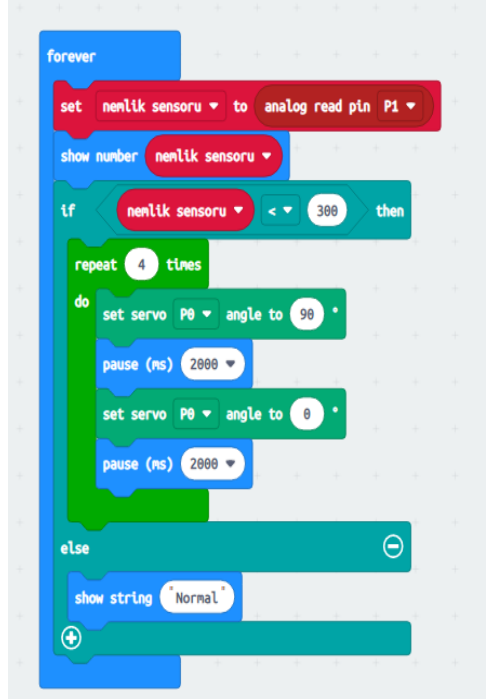 forever
set nemlik sensoru to analog read pin P1
show number nemlik sensoru
if nemlik sensoru < 300 then
repeat 4 times
do
set servo P0 angle to 90 °
pause (ms) 2000
set servo P0 angle to 0 °
pause (ms) 2000
else
show string "Normal"